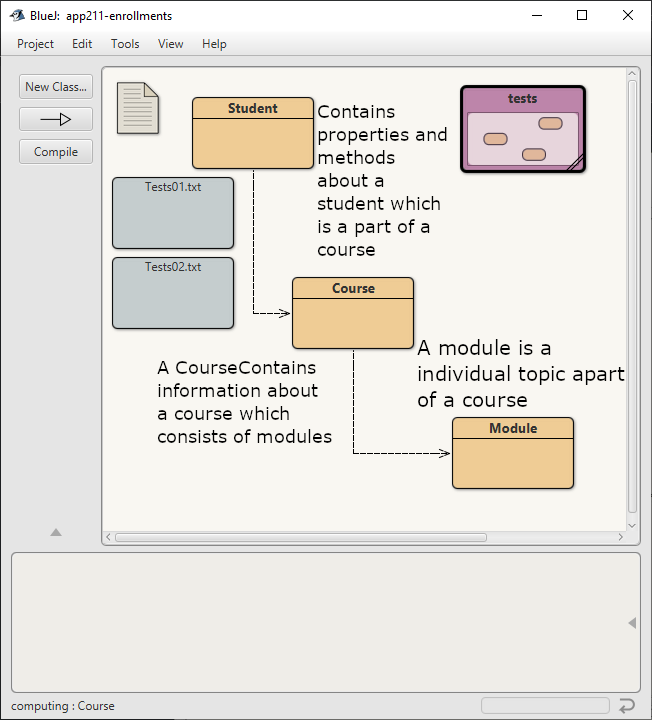 BlueJ: app211-enrollments
Project Edit Tools View Help
New Class...
Compile
Student
Contains
properties and
methods
about a
student which
is a part of a
course
tests
Tests01.txt
Tests02.txt
Course
A CourseContains
information about
a course which
consists of modules
A module is a
individual topic apart
of a course
Module
computing : Course